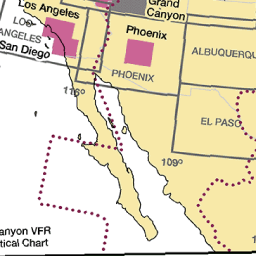 Grand
Canyon
Los Angeles
Phoenix
LOS
ANGELES
ALBUQUERQU
San Diego
PHOENIX
116°
EL PASO
109°
anyon VFR
tical Chart